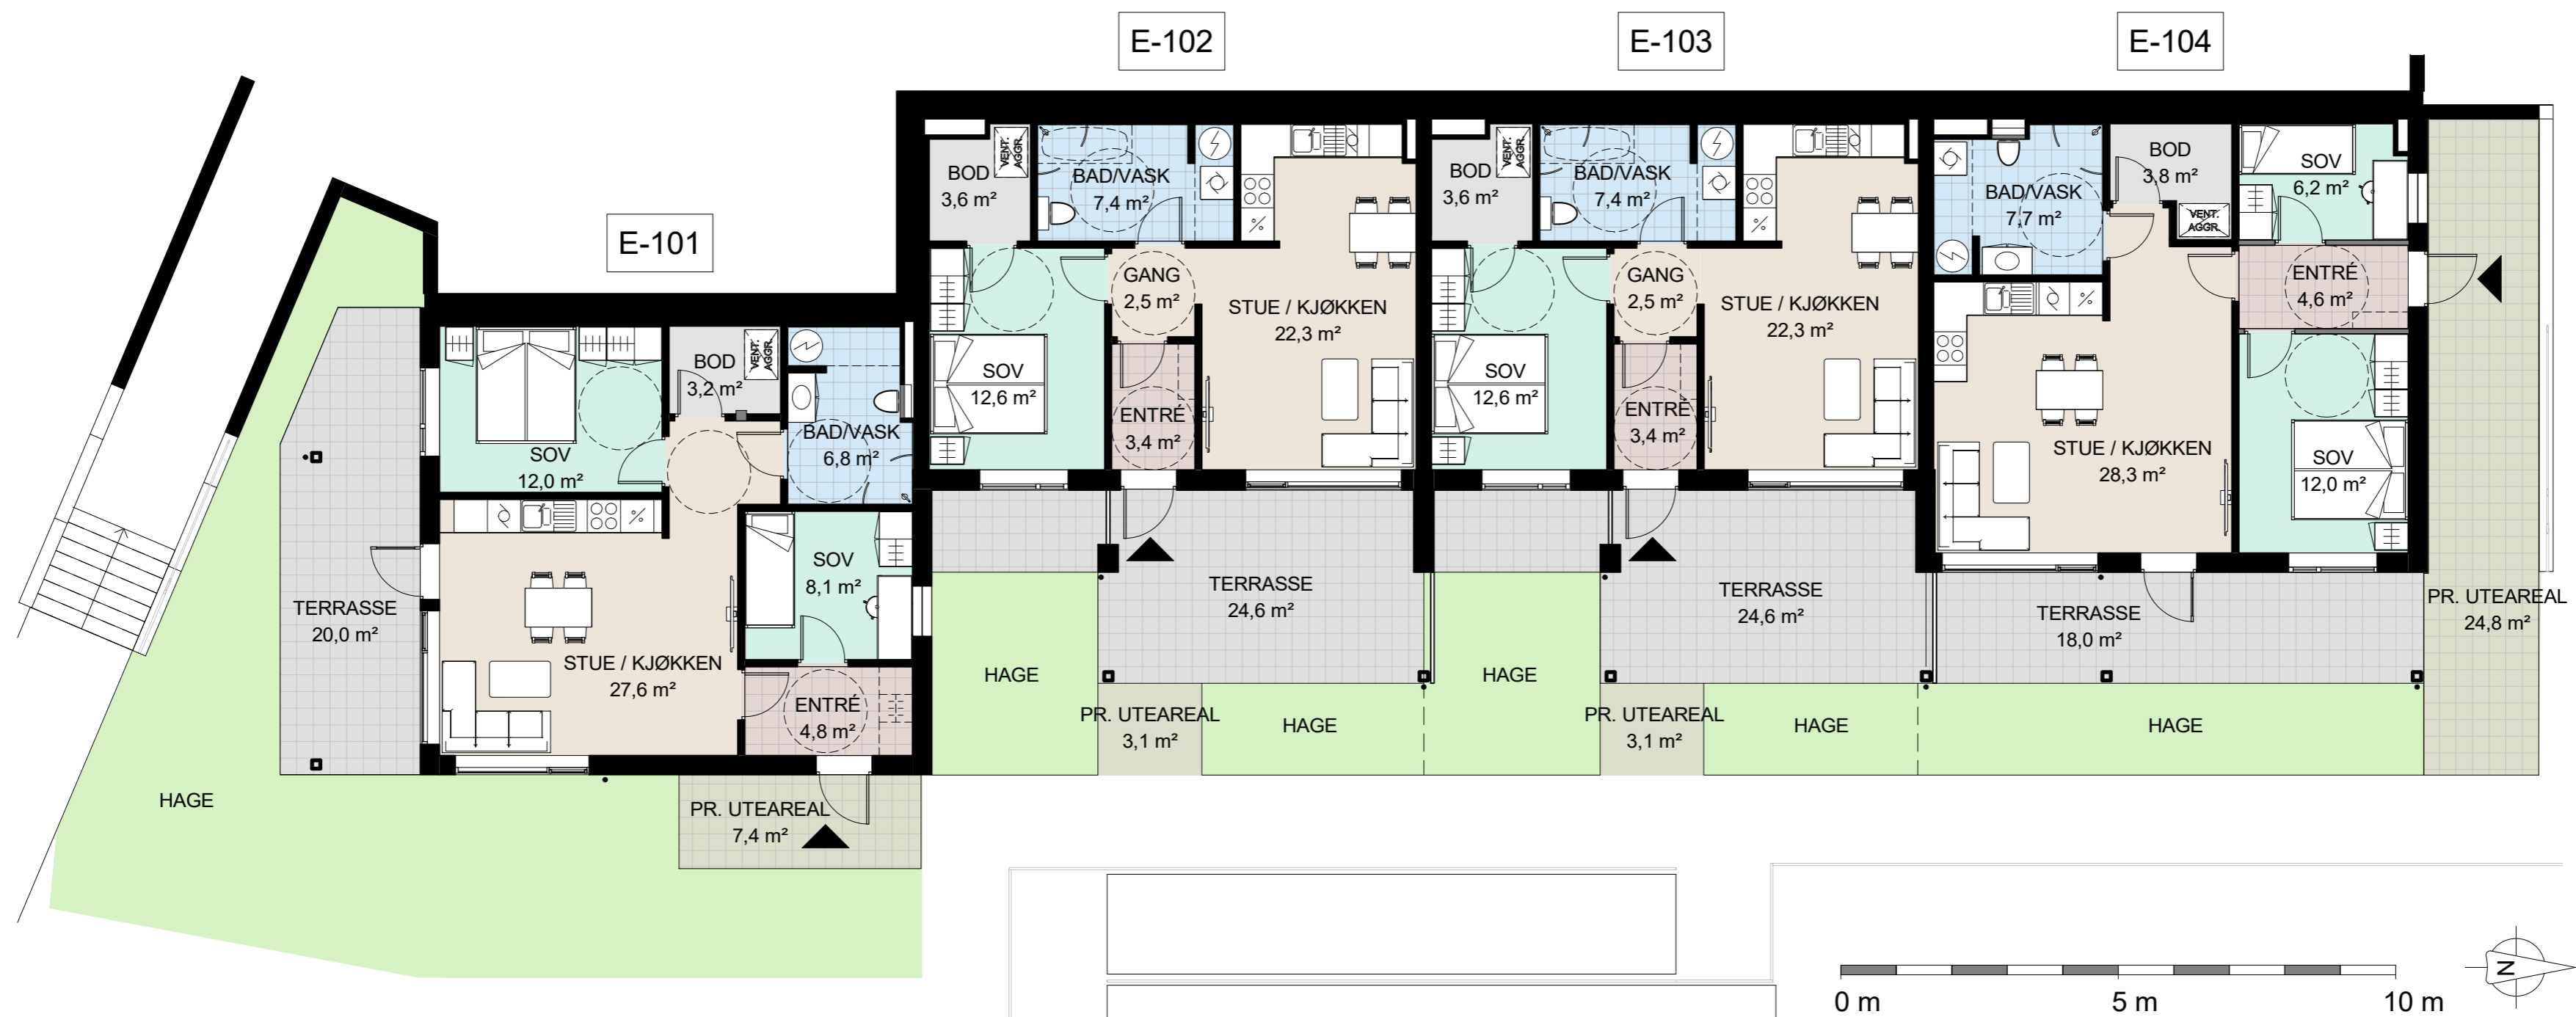 E-102
E-103
E-104
E-101
HAGE
TERRASSE
20,0 m²
SOV
12,0 m²
BOD
3,2 m²
VENT.
AGGR.
BAD/VASK
6,8 m²
STUE / KJØKKEN
27,6 m²
SOV
8,1 m²
ENTRÉ
4,8 m²
PR. UTEAREAL
7,4 m²
BOD
3,6 m²
VENT.
AGGR.
BAD/VASK
7,4 m²
GANG
2,5 m²
STUE / KJØKKEN
22,3 m²
SOV
12,6 m²
ENTRÉ
3,4 m²
TERRASSE
24,6 m²
HAGE
PR. UTEAREAL
3,1 m²
HAGE
BOD
3,6 m²
VENT.
AGGR.
BAD/VASK
7,4 m²
GANG
2,5 m²
STUE / KJØKKEN
22,3 m²
SOV
12,6 m²
ENTRÉ
3,4 m²
TERRASSE
24,6 m²
HAGE
PR. UTEAREAL
3,1 m²
HAGE
BAD/VASK
7,7 m²
BOD
3,8 m²
VENT.
AGGR.
SOV
6,2 m²
ENTRÉ
4,6 m²
STUE / KJØKKEN
28,3 m²
SOV
12,0 m²
TERRASSE
18,0 m²
PR. UTEAREAL
24,8 m²
HAGE
0 m
5 m
10 m
N